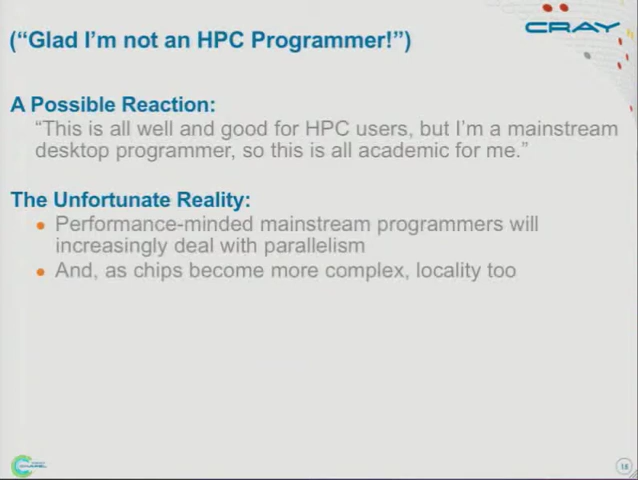 ("Glad I'm not an HPC Programmer!")
CRAY
A Possible Reaction:
"This is all well and good for HPC users, but I'm a mainstream
desktop programmer, so this is all academic for me."
The Unfortunate Reality:
• Performance-minded mainstream programmers will
increasingly deal with parallelism
• And, as chips become more complex, locality too